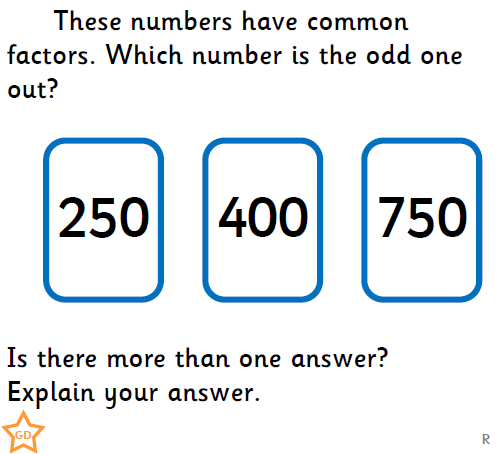 These numbers have common
factors. Which number is the odd one
out?
250 400 750
Is there more than one answer?
Explain your answer.
GD
R